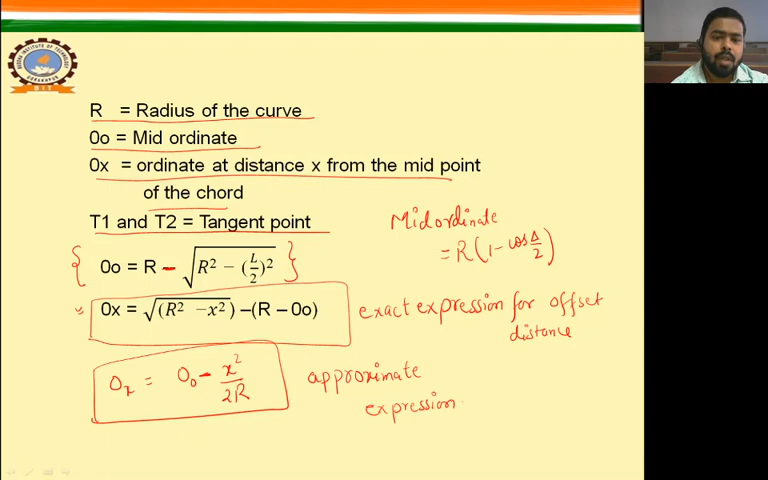 R = Radius of the curve
0o = Mid ordinate
0x = ordinate at distance x from the mid point
of the chord
T1 and T2 = Tangent point
Midordinate
= R(1-cosΔ/2)
{ 0o = R - √(R² − (L/2)²) }
0x = √(R² −x²) −(R − 0o)
exact expression for offset
distance
Ox = O0 - x²/2R
approximate
expression